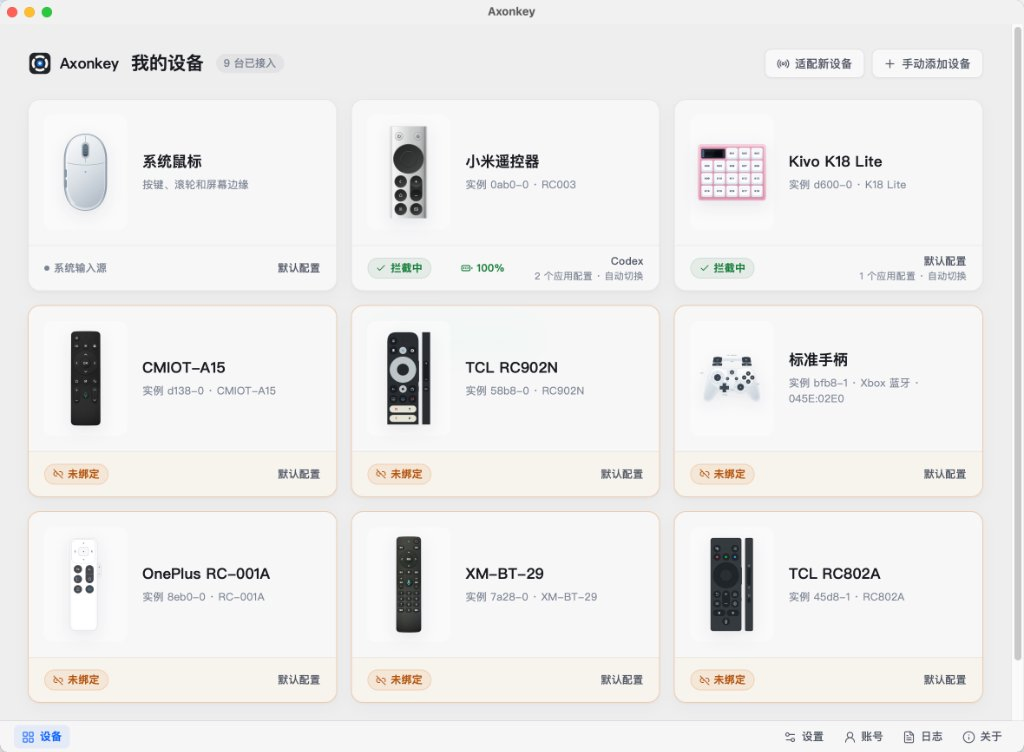 Axonkey
Axonkey 我的设备 9 台已接入 适配新设备 手动添加设备
系统鼠标
按键、滚轮和屏幕边缘
系统输入源 默认配置
小米遥控器
实例 0ab0-0 · RC003
拦截中 100% Codex
2 个应用配置 · 自动切换
Kivo K18 Lite
实例 d600-0 · K18 Lite
拦截中 默认配置
1 个应用配置 · 自动切换
CMIOT-A15
实例 d138-0 · CMIOT-A15
未绑定 默认配置
TCL RC902N
实例 58b8-0 · RC902N
未绑定 默认配置
标准手柄
实例 bfb8-1 · Xbox 蓝牙 ·
045E:02E0
未绑定 默认配置
OnePlus RC-001A
实例 8eb0-0 · RC-001A
未绑定 默认配置
XM-BT-29
实例 7a28-0 · XM-BT-29
未绑定 默认配置
TCL RC802A
实例 45d8-1 · RC802A
未绑定 默认配置
设备 设置 账号 日志 关于